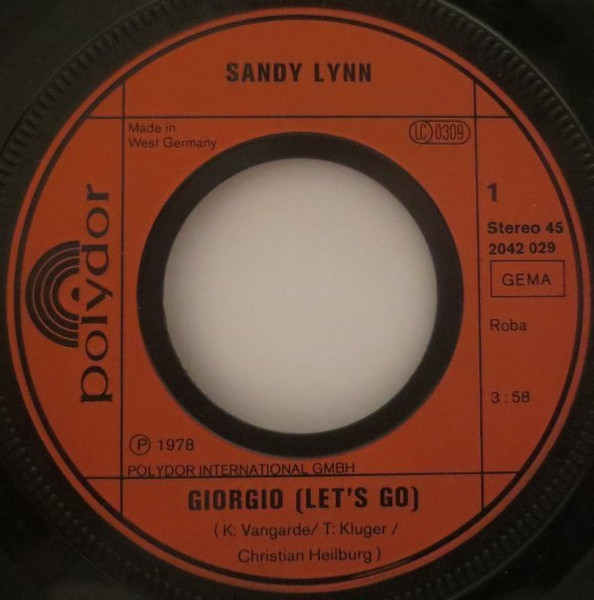 SANDY LYNN
Made in
West Germany
LC 0309
polydor
1
Stereo 45
2042 029
GEMA
Roba
3:58
Ⓟ 1978
POLYDOR INTERNATIONAL GMBH
GIORGIO (LET'S GO)
(K: Vangarde/ T: Kluger /
Christian Heilburg)